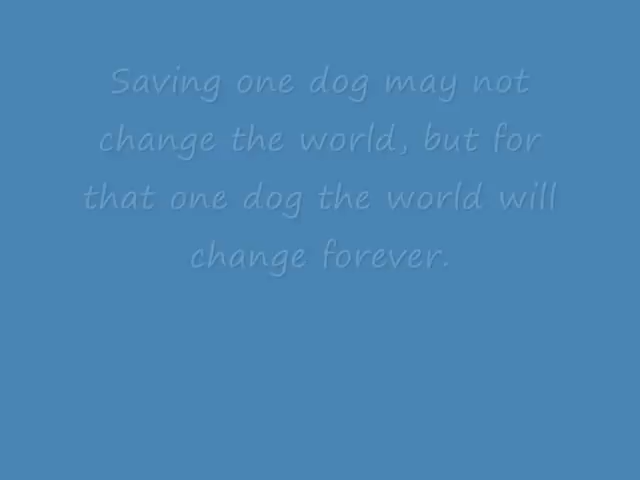 Saving one dog may not
change the world, but for
that one dog the world will
change forever.